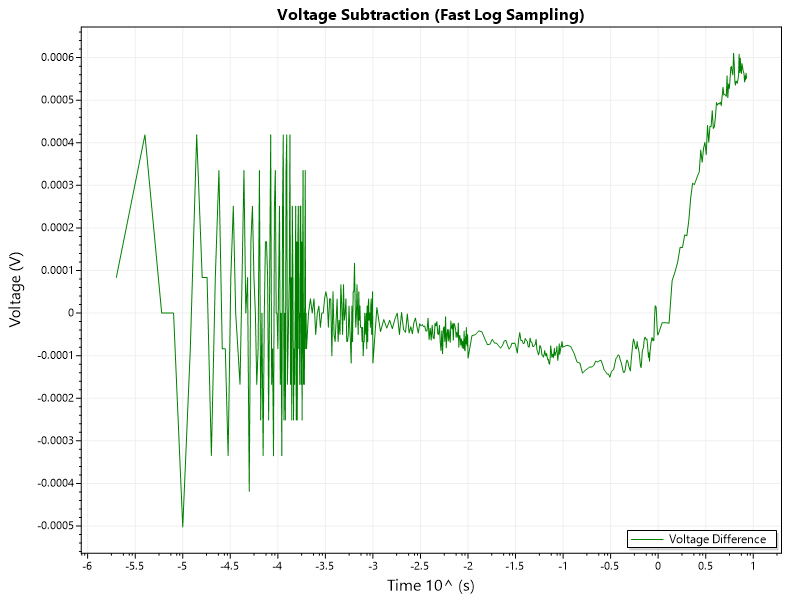 Voltage Subtraction (Fast Log Sampling)
Voltage (V)
0.0006
0.0005
0.0004
0.0003
0.0002
0.0001
0
-0.0001
-0.0002
-0.0003
-0.0004
-0.0005
Voltage Difference
-6 -5.5 -5 -4.5 -4 -3.5 -3 -2.5 -2 -1.5 -1 -0.5 0 0.5 1
Time 10^ (s)